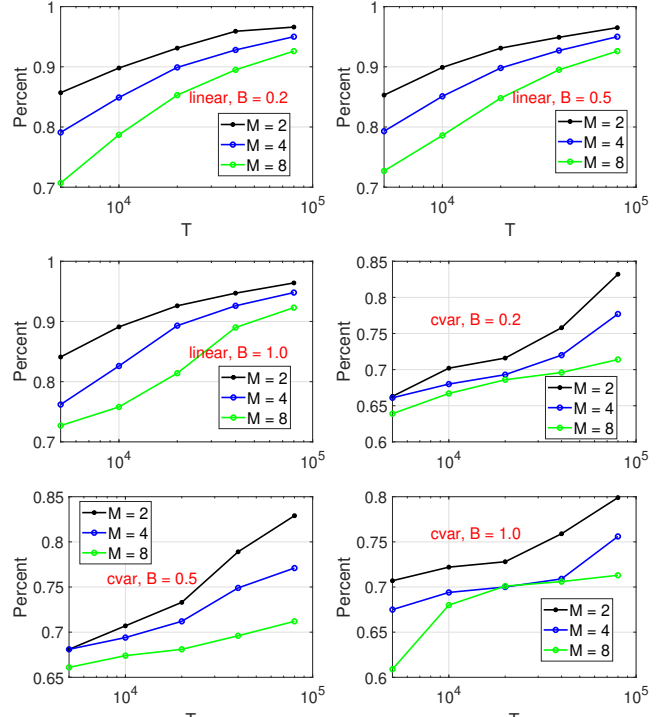 1
0.9
0.8
0.7
Percent
linear, B = 0.2
M = 2
M = 4
M = 8
10^4
10^5
T
1
0.9
0.8
0.7
Percent
linear, B = 0.5
M = 2
M = 4
M = 8
10^4
10^5
T
1
0.9
0.8
0.7
Percent
linear, B = 1.0
M = 2
M = 4
M = 8
10^4
10^5
0.85
0.8
0.75
0.7
0.65
0.6
Percent
cvar, B = 0.2
M = 2
M = 4
M = 8
10^4
10^5
0.85
0.8
0.75
0.7
0.65
Percent
M = 2
M = 4
M = 8
cvar, B = 0.5
10^4
10^5
T
0.8
0.75
0.7
0.65
0.6
Percent
cvar, B = 1.0
M = 2
M = 4
M = 8
10^4
10^5
T